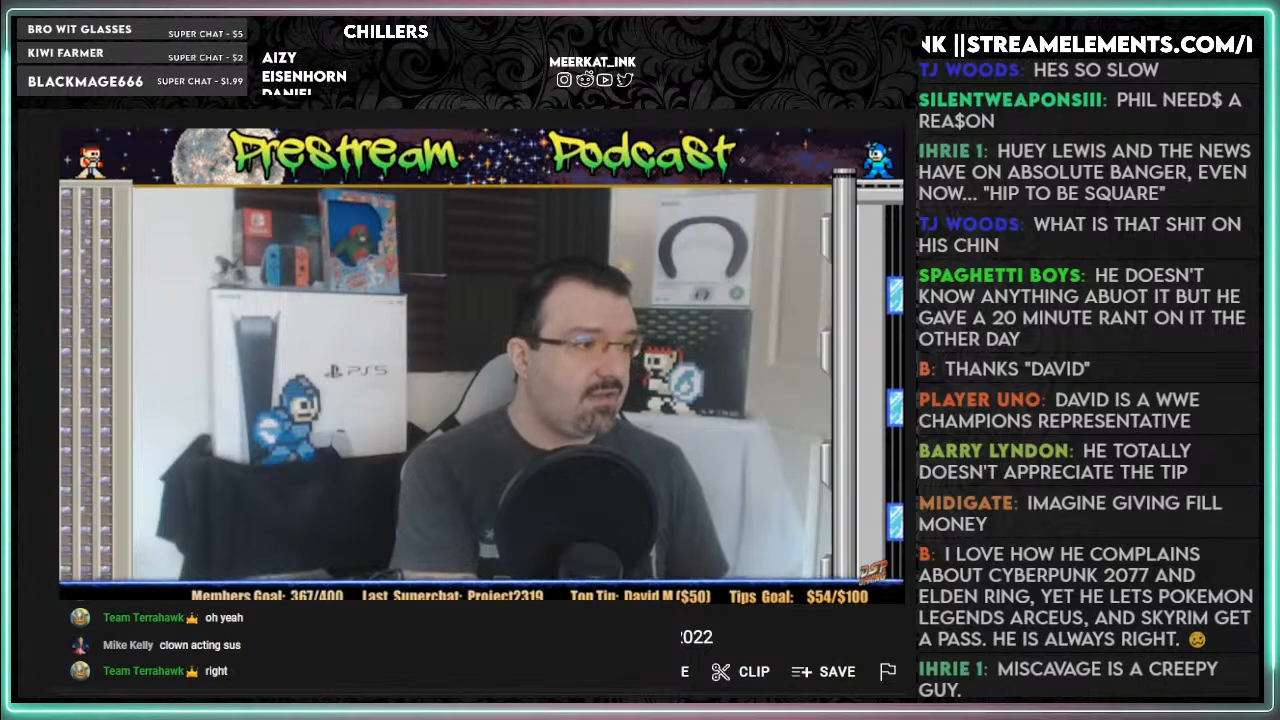 BRO WIT GLASSES SUPER CHAT - $5
KIWI FARMER SUPER CHAT - $2
BLACKMAGE666 SUPER CHAT - $1.99
CHILLERS
AIZY
EISENHORN
DANIEL
MEERKAT_INK
NK ||STREAMELEMENTS.COM/
Prestream Podcast
PS5
Members Goal: 367/400 Last Superchat: Project2319 Top Tip: David M ($50) Tips Goal: $54/$100
Team Terrahawk oh yeah
Mike Kelly clown acting sus
Team Terrahawk right
2022
E CLIP SAVE
TJ WOODS: HES SO SLOW
SILENTWEAPONSIII: PHIL NEED$ A
REA$ON
IHRIE 1: HUEY LEWIS AND THE NEWS
HAVE ON ABSOLUTE BANGER, EVEN
NOW... "HIP TO BE SQUARE"
TJ WOODS: WHAT IS THAT SHIT ON
HIS CHIN
SPAGHETTI BOYS: HE DOESN'T
KNOW ANYTHING ABUOT IT BUT HE
GAVE A 20 MINUTE RANT ON IT THE
OTHER DAY
B: THANKS "DAVID"
PLAYER UNO: DAVID IS A WWE
CHAMPIONS REPRESENTATIVE
BARRY LYNDON: HE TOTALLY
DOESN'T APPRECIATE THE TIP
MIDIGATE: IMAGINE GIVING FILL
MONEY
B: I LOVE HOW HE COMPLAINS
ABOUT CYBERPUNK 2077 AND
ELDEN RING, YET HE LETS POKEMON
LEGENDS ARCEUS, AND SKYRIM GET
A PASS. HE IS ALWAYS RIGHT.
IHRIE 1: MISCAVAGE IS A CREEPY
GUY.